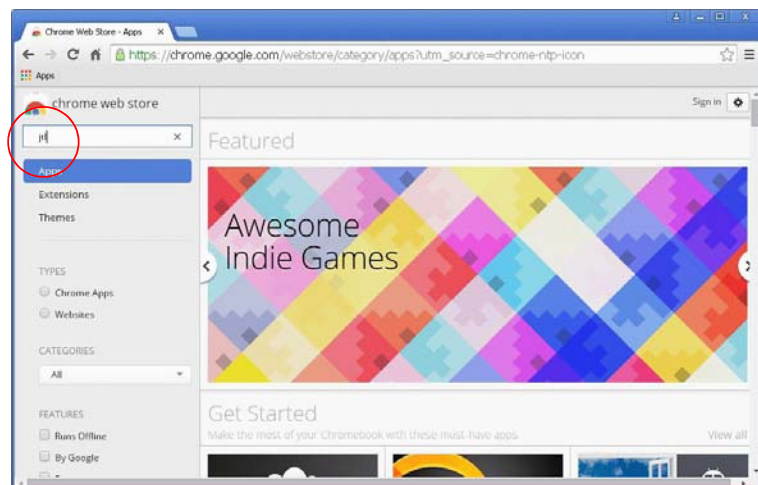 Chrome Web Store - Apps
https://chrome.google.com/webstore/category/apps?utm_source=chrome-ntp-icon
Apps
chrome web store
Sign in
Featured
Apps
Extensions
Themes
Awesome
Indie Games
TYPES
Chrome Apps
Websites
CATEGORIES
All
FEATURES
Runs Offline
By Google
Get Started
Make the most of your Chromebook with these must-have apps.
View all